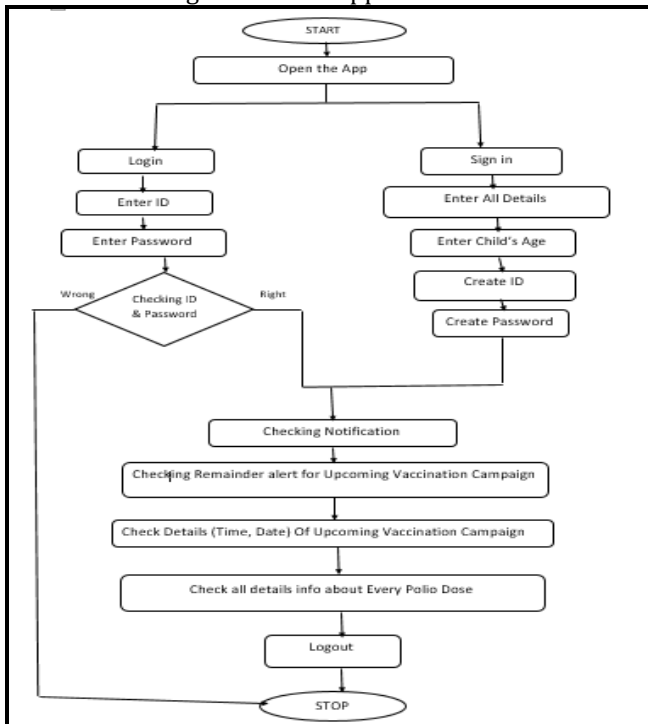 START
Open the App
Login
Enter ID
Enter Password
Wrong
Checking ID
& Password
Right
Sign in
Enter All Details
Enter Child's Age
Create ID
Create Password
Checking Notification
Checking Remainder alert for Upcoming Vaccination Campaign
Check Details (Time, Date) Of Upcoming Vaccination Campaign
Check all details info about Every Polio Dose
Logout
STOP